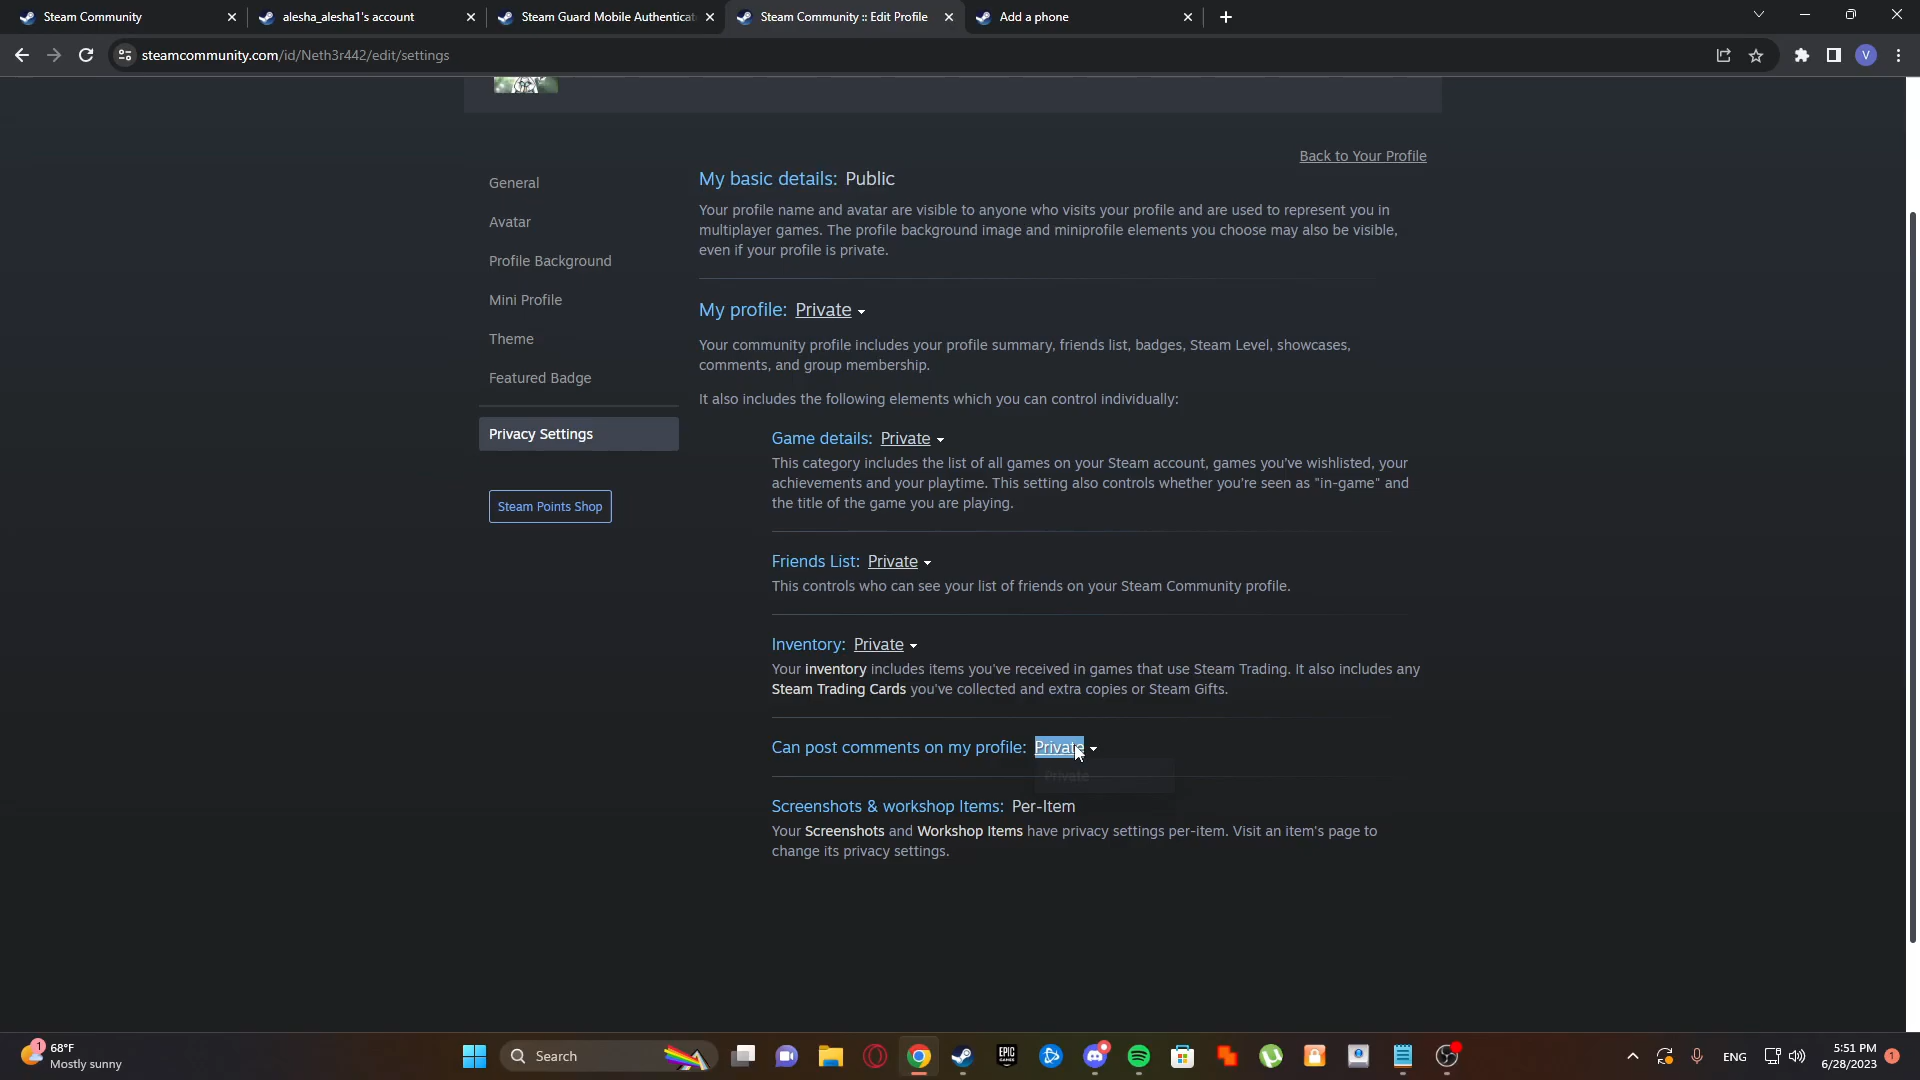 Steam Community
alesha_alesha1's account
Steam Guard Mobile Authenticat
Steam Community :: Edit Profile
Add a phone
steamcommunity.com/id/Neth3r442/edit/settings
V
Back to Your Profile
General
Avatar
Profile Background
Mini Profile
Theme
Featured Badge
Privacy Settings
Steam Points Shop
My basic details: Public
Your profile name and avatar are visible to anyone who visits your profile and are used to represent you in
multiplayer games. The profile background image and miniprofile elements you choose may also be visible,
even if your profile is private.
My profile: Private
Your community profile includes your profile summary, friends list, badges, Steam Level, showcases,
comments, and group membership.
It also includes the following elements which you can control individually:
Game details: Private
This category includes the list of all games on your Steam account, games you've wishlisted, your
achievements and your playtime. This setting also controls whether you're seen as "in-game" and
the title of the game you are playing.
Friends List: Private
This controls who can see your list of friends on your Steam Community profile.
Inventory: Private
Your inventory includes items you've received in games that use Steam Trading. It also includes any
Steam Trading Cards you've collected and extra copies or Steam Gifts.
Can post comments on my profile: Private
Private
Screenshots & workshop Items: Per-Item
Your Screenshots and Workshop Items have privacy settings per-item. Visit an item's page to
change its privacy settings.
1
68°F
Mostly sunny
Search
EPIC
GAMES
ENG
5:51 PM
6/28/2023
1